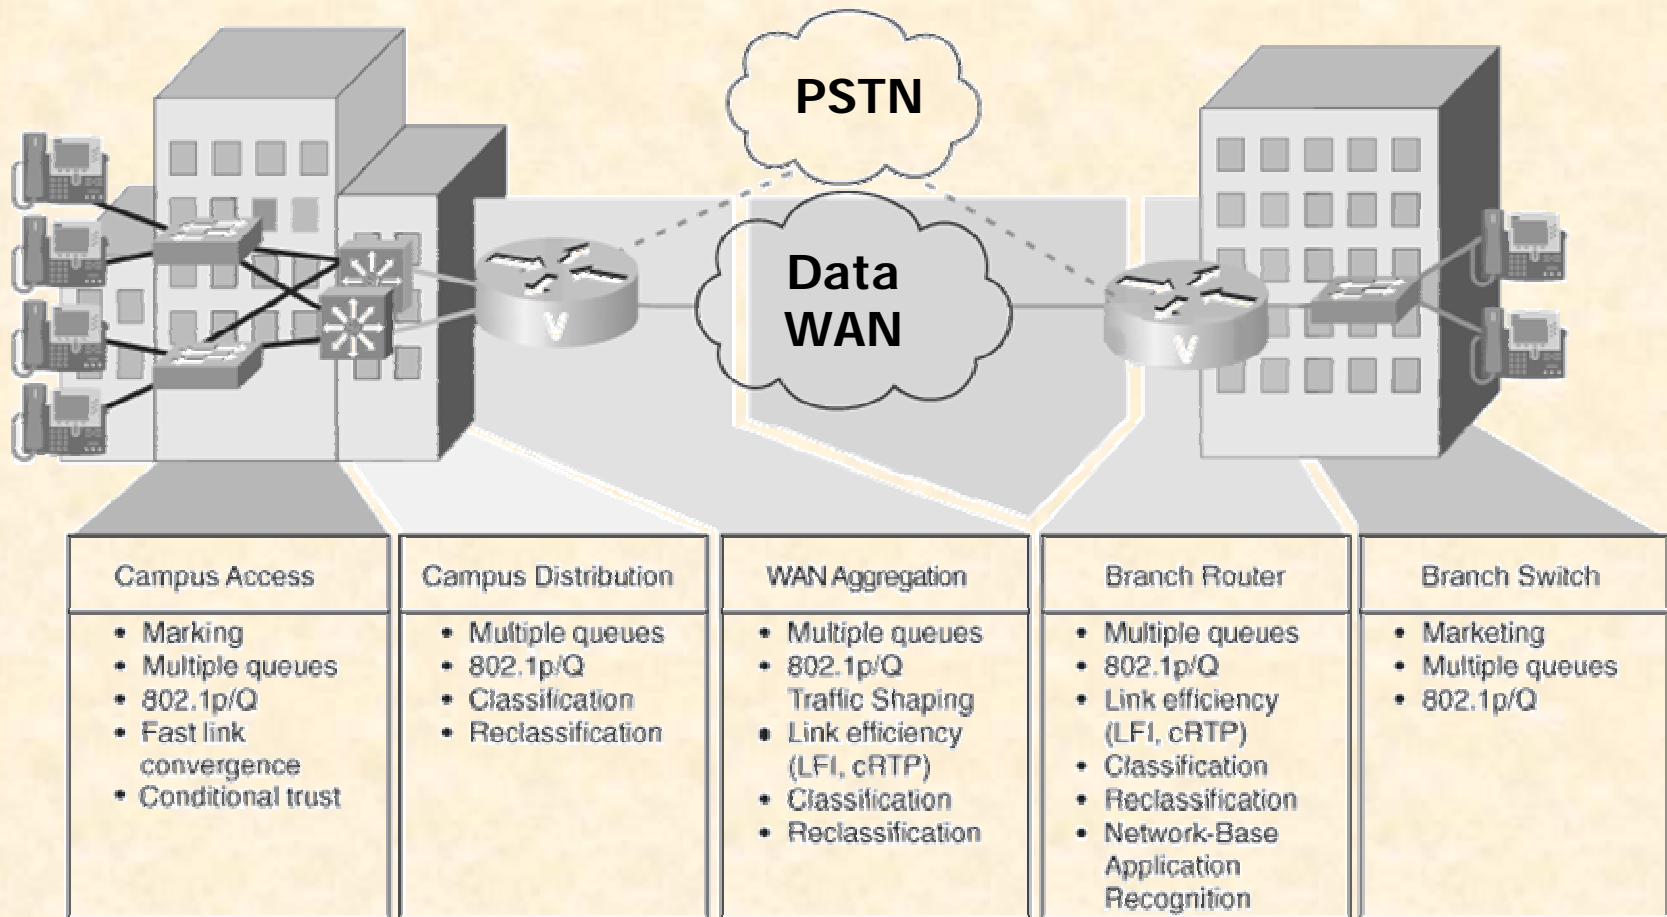 PSTN
Data
WAN
V
V
Campus Access
• Marking
• Multiple queues
• 802.1p/Q
• Fast link
convergence
• Conditional trust
Campus Distribution
• Multiple queues
• 802.1p/Q
• Classification
• Reclassification
WAN Aggregation
• Multiple queues
• 802.1p/Q
Traffic Shaping
• Link efficiency
(LFI, cRTP)
• Classification
• Reclassification
Branch Router
• Multiple queues
• 802.1p/Q
• Link efficiency
(LFI, cRTP)
• Classification
• Reclassification
• Network-Base
Application
Recognition
Branch Switch
• Marketing
• Multiple queues
• 802.1p/Q